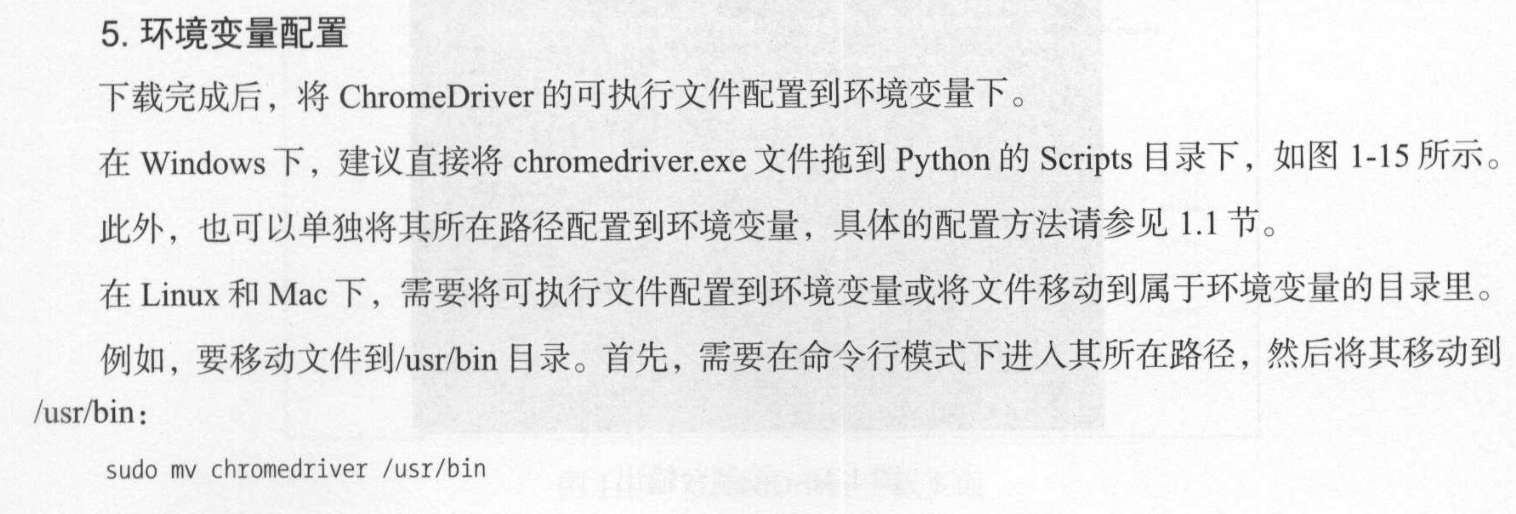 5. 环境变量配置
下载完成后，将 ChromeDriver 的可执行文件配置到环境变量下。
在 Windows 下，建议直接将 chromedriver.exe 文件拖到 Python 的 Scripts 目录下，如图 1-15 所示。
此外，也可以单独将其所在路径配置到环境变量，具体的配置方法请参见 1.1 节。
在 Linux 和 Mac 下，需要将可执行文件配置到环境变量或将文件移动到属于环境变量的目录里。
例如，要移动文件到/usr/bin 目录。首先，需要在命令行模式下进入其所在路径，然后将其移动到
/usr/bin：
sudo mv chromedriver /usr/bin